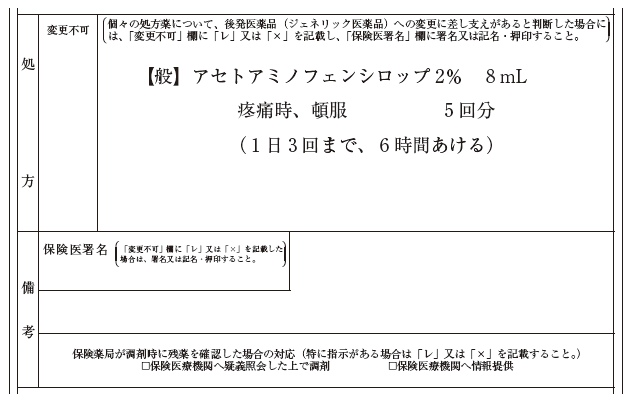 変更不可
個々の処方薬について、後発医薬品（ジェネリック医薬品）への変更に差し支えがあると判断した場合に
は、「変更不可」欄に「レ」又は「×」を記載し、「保険医署名」欄に署名又は記名・押印すること。
処方
【般】アセトアミノフェンシロップ2%　8mL
疼痛時、頓服　5回分
（1日3回まで、6時間あける）
備考
保険医署名
「変更不可」欄に「レ」又は「×」を記載した
場合は、署名又は記名・押印すること。
保険薬局が調剤時に残薬を確認した場合の対応（特に指示がある場合は「レ」又は「×」を記載すること。）
□保険医療機関へ疑義照会した上で調剤　□保険医療機関へ情報提供